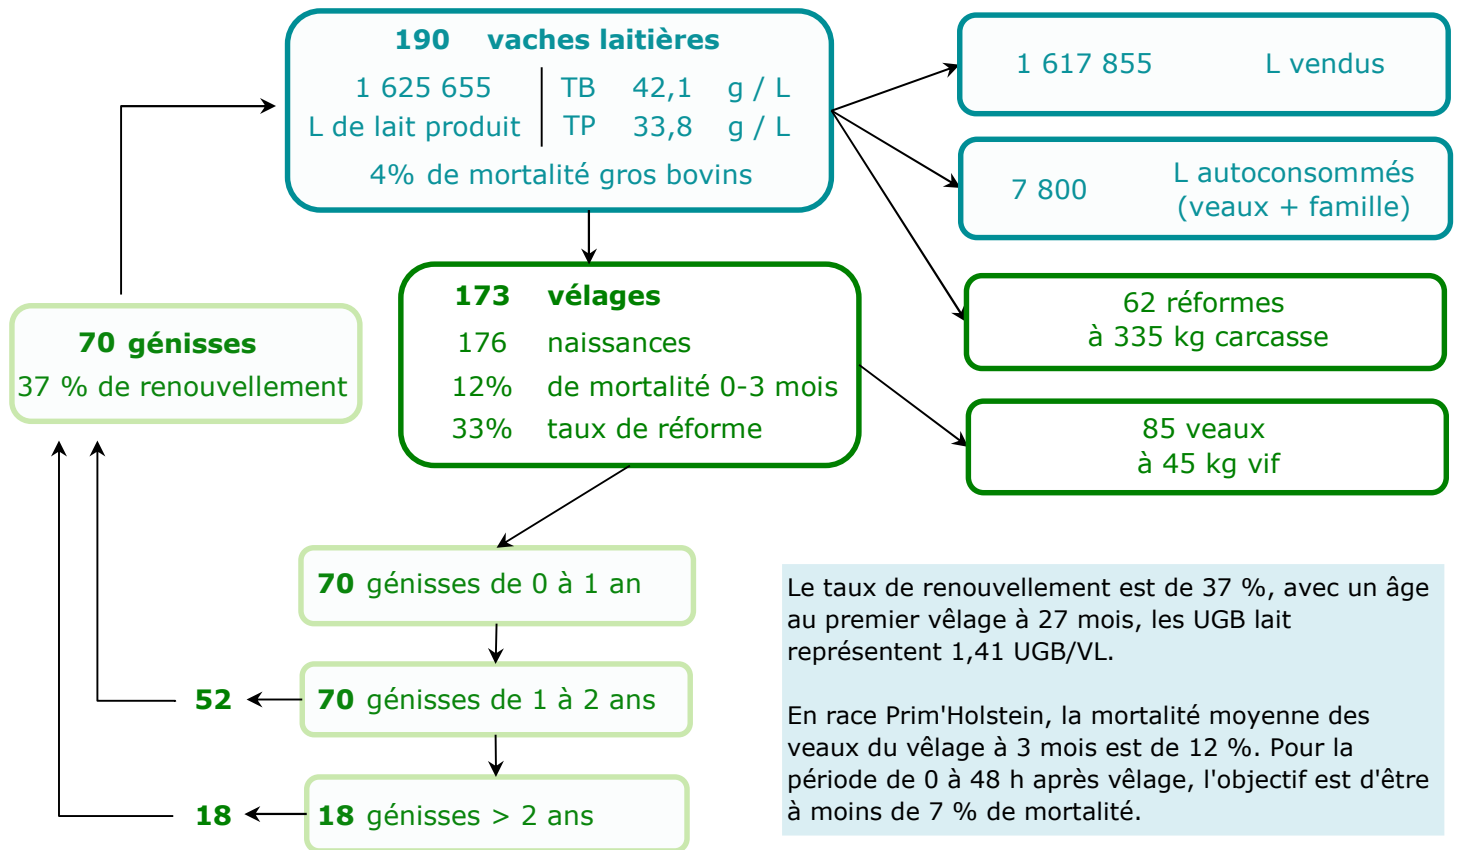 190 vaches laitières
1 625 655
L de lait produit
TB 42,1 g / L
TP 33,8 g / L
4% de mortalité gros bovins
1 617 855 L vendus
7 800
L autoconsommés
(veaux + famille)
173 vélages
176 naissances
12% de mortalité 0-3 mois
33% taux de réforme
62 réformes
à 335 kg carcasse
85 veaux
à 45 kg vif
70 génisses
37 % de renouvellement
70 génisses de 0 à 1 an
52
70 génisses de 1 à 2 ans
18
18 génisses > 2 ans
Le taux de renouvellement est de 37 %, avec un âge
au premier vêlage à 27 mois, les UGB lait
représentent 1,41 UGB/VL.
En race Prim'Holstein, la mortalité moyenne des
veaux du vêlage à 3 mois est de 12 %. Pour la
période de 0 à 48 h après vêlage, l'objectif est d'être
à moins de 7 % de mortalité.